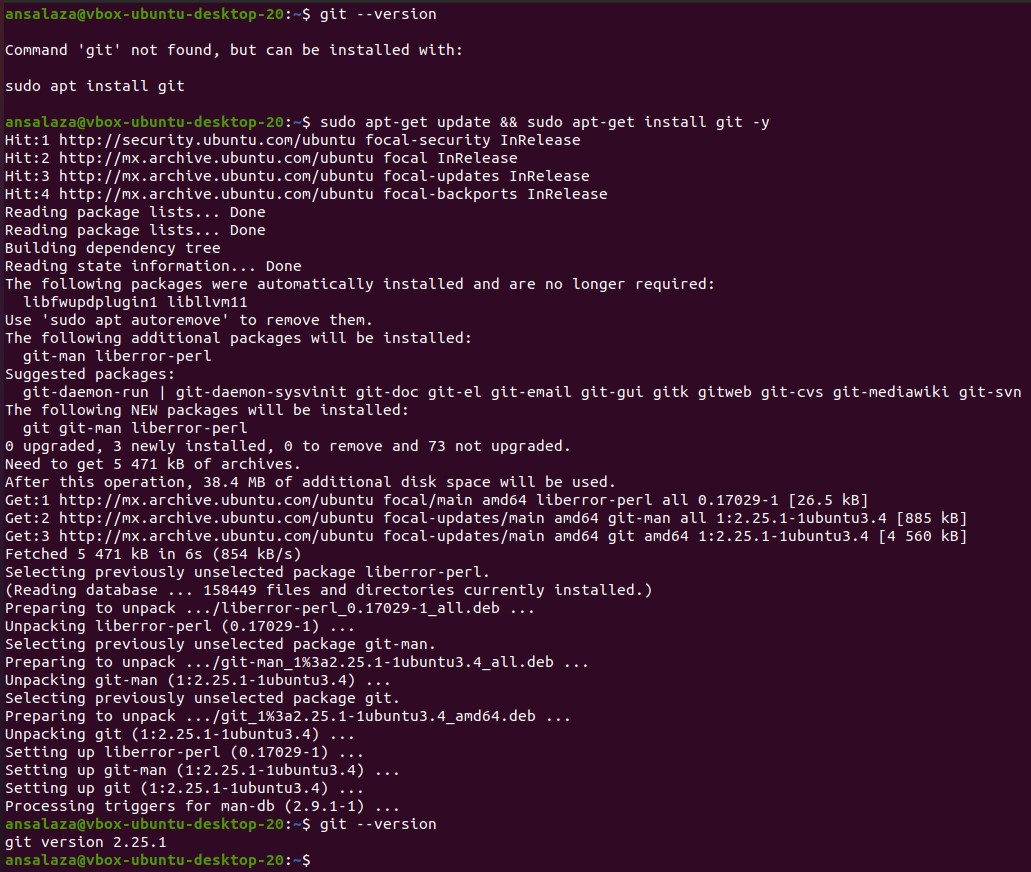 ansalaza@vbox-ubuntu-desktop-20:~$ git --version
Command 'git' not found, but can be installed with:
sudo apt install git
ansalaza@vbox-ubuntu-desktop-20:~$ sudo apt-get update && sudo apt-get install git -y
Hit:1 http://security.ubuntu.com/ubuntu focal-security InRelease
Hit:2 http://mx.archive.ubuntu.com/ubuntu focal InRelease
Hit:3 http://mx.archive.ubuntu.com/ubuntu focal-updates InRelease
Hit:4 http://mx.archive.ubuntu.com/ubuntu focal-backports InRelease
Reading package lists... Done
Reading package lists... Done
Building dependency tree
Reading state information... Done
The following packages were automatically installed and are no longer required:
  libfwupdplugin1 libllvm11
Use 'sudo apt autoremove' to remove them.
The following additional packages will be installed:
  git-man liberror-perl
Suggested packages:
  git-daemon-run | git-daemon-sysvinit git-doc git-el git-email git-gui gitk gitweb git-cvs git-mediawiki git-svn
The following NEW packages will be installed:
  git git-man liberror-perl
0 upgraded, 3 newly installed, 0 to remove and 73 not upgraded.
Need to get 5 471 kB of archives.
After this operation, 38.4 MB of additional disk space will be used.
Get:1 http://mx.archive.ubuntu.com/ubuntu focal/main amd64 liberror-perl all 0.17029-1 [26.5 kB]
Get:2 http://mx.archive.ubuntu.com/ubuntu focal-updates/main amd64 git-man all 1:2.25.1-1ubuntu3.4 [885 kB]
Get:3 http://mx.archive.ubuntu.com/ubuntu focal-updates/main amd64 git amd64 1:2.25.1-1ubuntu3.4 [4 560 kB]
Fetched 5 471 kB in 6s (854 kB/s)
Selecting previously unselected package liberror-perl.
(Reading database ... 158449 files and directories currently installed.)
Preparing to unpack .../liberror-perl_0.17029-1_all.deb ...
Unpacking liberror-perl (0.17029-1) ...
Selecting previously unselected package git-man.
Preparing to unpack .../git-man_1%3a2.25.1-1ubuntu3.4_all.deb ...
Unpacking git-man (1:2.25.1-1ubuntu3.4) ...
Selecting previously unselected package git.
Preparing to unpack .../git_1%3a2.25.1-1ubuntu3.4_amd64.deb ...
Unpacking git (1:2.25.1-1ubuntu3.4) ...
Setting up liberror-perl (0.17029-1) ...
Setting up git-man (1:2.25.1-1ubuntu3.4) ...
Setting up git (1:2.25.1-1ubuntu3.4) ...
Processing triggers for man-db (2.9.1-1) ...
ansalaza@vbox-ubuntu-desktop-20:~$ git --version
git version 2.25.1
ansalaza@vbox-ubuntu-desktop-20:~$